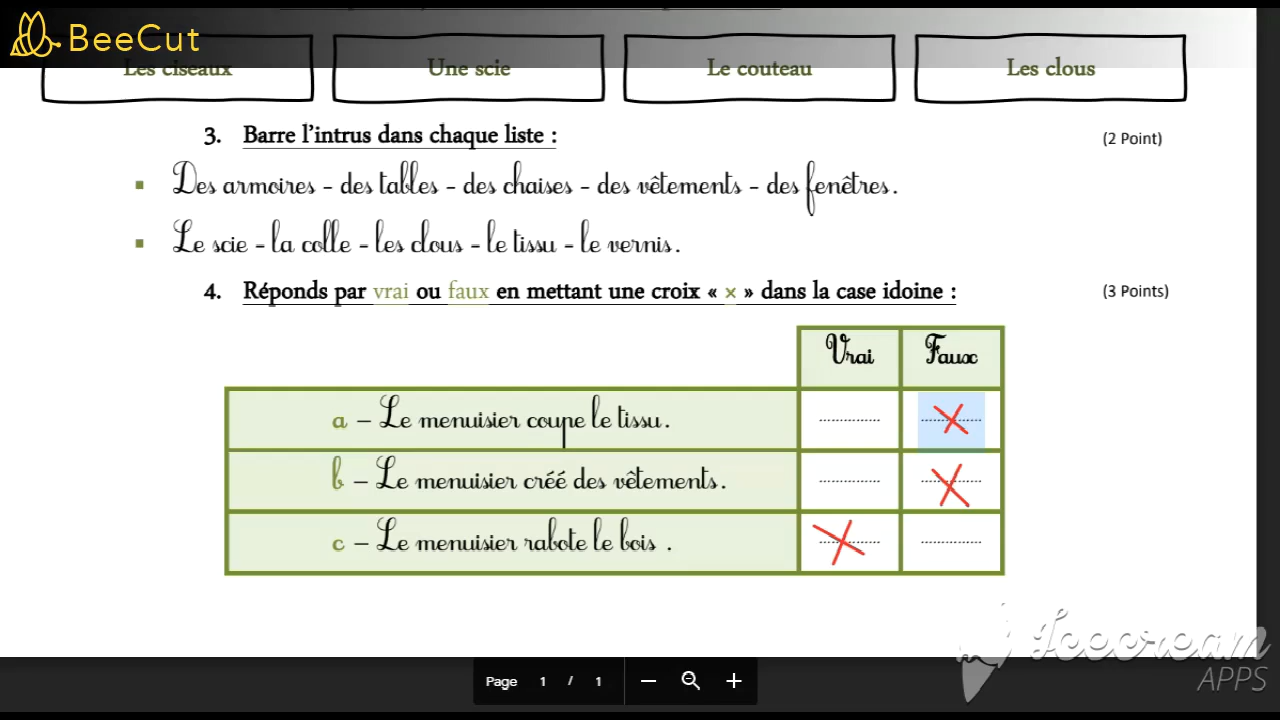 BeeCut
Les ciseaux
Une scie
Le couteau
Les clous
3. Barre l'intrus dans chaque liste :
(2 Point)
▪ Des armoires - des tables - des chaises - des vêtements - des fenêtres.
▪ Le scie - la colle - les clous - le tissu - le vernis.
4. Réponds par vrai ou faux en mettant une croix « × » dans la case idoine :
(3 Points)
Vrai
Faux
a – Le menuisier coupe le tissu.
b – Le menuisier créé des vêtements.
c – Le menuisier rabote le bois .
Icecream
APPS
Page 1 / 1